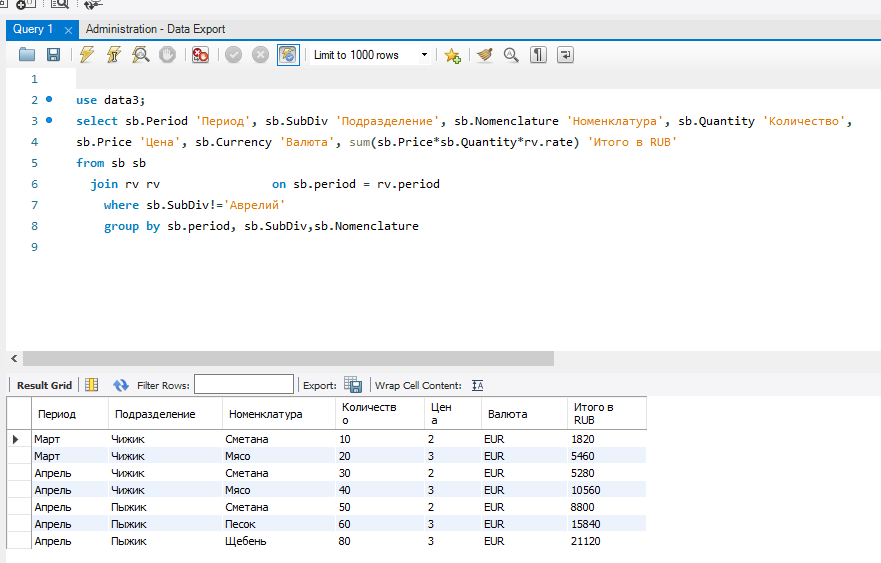 Query 1 Administration - Data Export
Limit to 1000 rows
1
2 use data3;
3 select sb.Period 'Период', sb.SubDiv 'Подразделение', sb.Nomenclature 'Номенклатура', sb.Quantity 'Количество',
4 sb.Price 'Цена', sb.Currency 'Валюта', sum(sb.Price*sb.Quantity*rv.rate) 'Итого в RUB'
5 from sb sb
6 join rv rv on sb.period = rv.period
7 where sb.SubDiv!='Аврелий'
8 group by sb.period, sb.SubDiv,sb.Nomenclature
9
Result Grid Filter Rows: Export: Wrap Cell Content:
Период Подразделение Номенклатура Количество Цена Валюта Итого в RUB
Март Чижик Сметана 10 2 EUR 1820
Март Чижик Мясо 20 3 EUR 5460
Апрель Чижик Сметана 30 2 EUR 5280
Апрель Чижик Мясо 40 3 EUR 10560
Апрель Пыжик Сметана 50 2 EUR 8800
Апрель Пыжик Песок 60 3 EUR 15840
Апрель Пыжик Щебень 80 3 EUR 21120